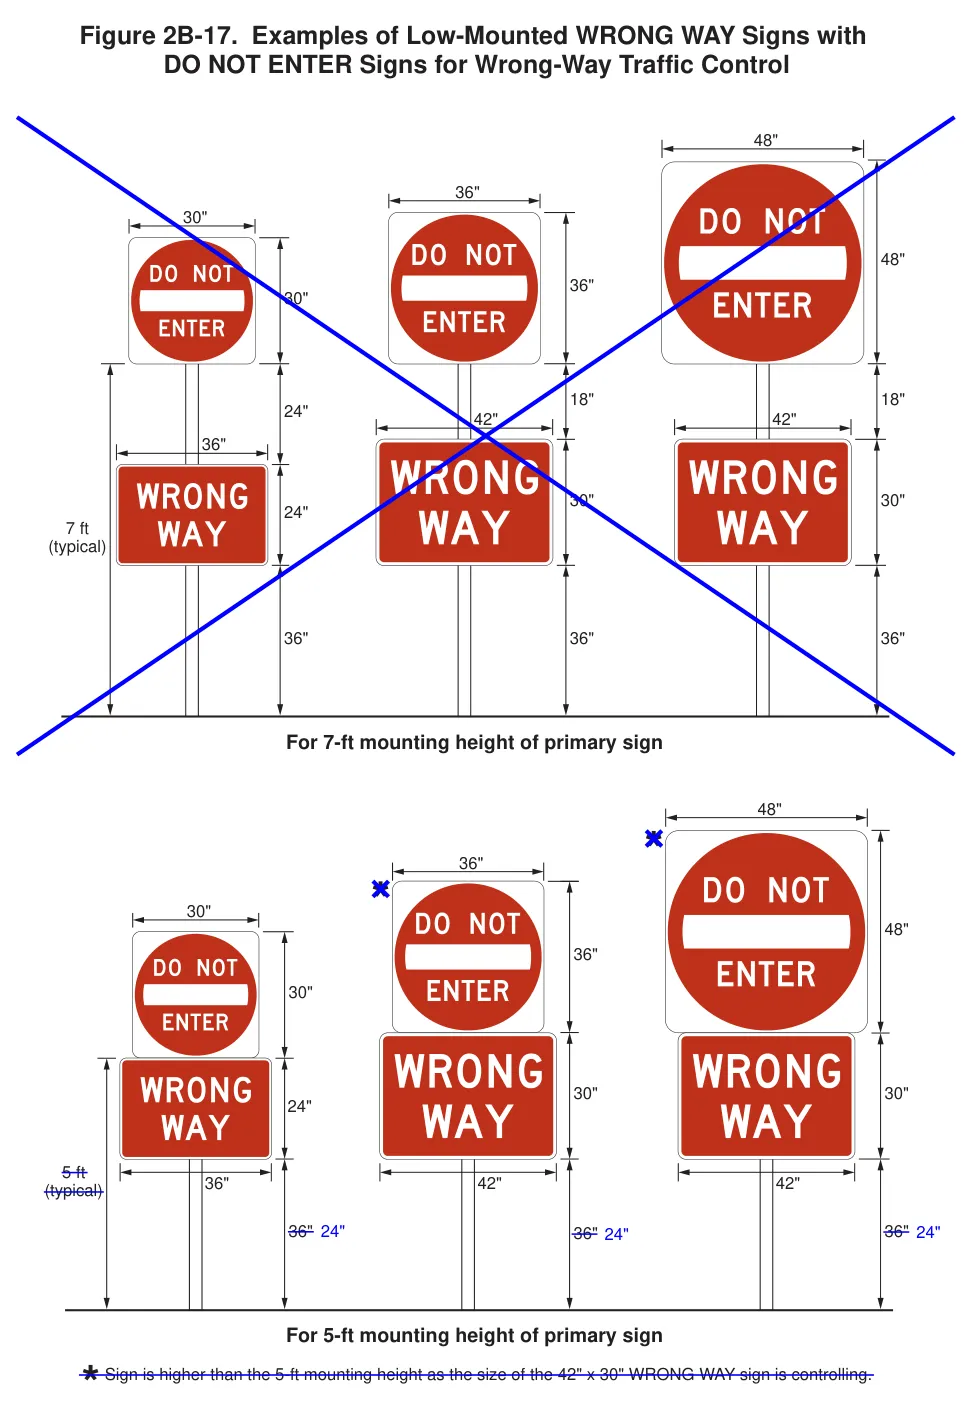 Figure 2B-17.  Examples of Low-Mounted WRONG WAY Signs with
DO NOT ENTER Signs for Wrong-Way Traffic Control
48"
36"
30"
DO NOT
ENTER
30"
DO NOT
ENTER
36"
DO NOT
ENTER
48"
24"
18"
18"
36"
42"
42"
WRONG
WAY
24"
WRONG
WAY
30"
WRONG
WAY
30"
7 ft
(typical)
36"
36"
36"
For 7-ft mounting height of primary sign
48"
36"
30"
DO NOT
ENTER
30"
DO NOT
ENTER
36"
DO NOT
ENTER
48"
WRONG
WAY
24"
WRONG
WAY
30"
WRONG
WAY
30"
5 ft
(typical)
36"
42"
42"
36" 24"
36" 24"
36" 24"
For 5-ft mounting height of primary sign
* Sign is higher than the 5-ft mounting height as the size of the 42" x 30" WRONG WAY sign is controlling.